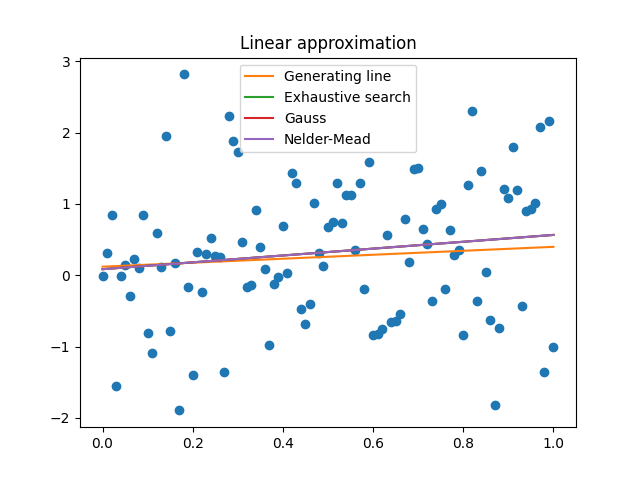 Linear approximation
3
2
1
0
−1
−2
Generating line
Exhaustive search
Gauss
Nelder-Mead
0.0 0.2 0.4 0.6 0.8 1.0